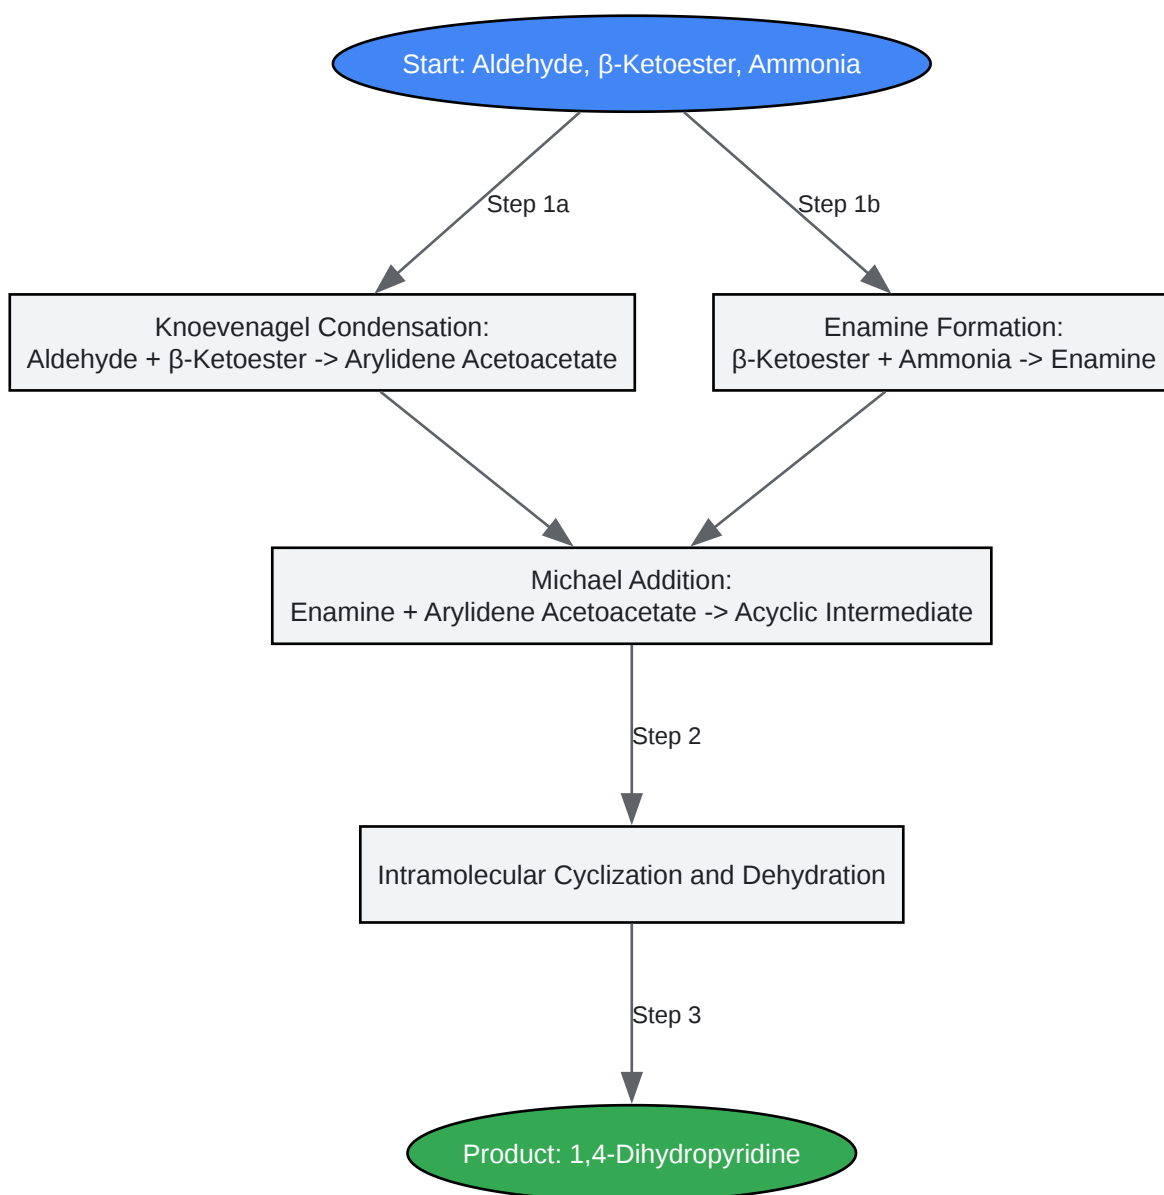 Start: Aldehyde, β-Ketoester, Ammonia
Step 1a
Step 1b
Knoevenagel Condensation:
Aldehyde + β-Ketoester -> Arylidene Acetoacetate
Enamine Formation:
β-Ketoester + Ammonia -> Enamine
Michael Addition:
Enamine + Arylidene Acetoacetate -> Acyclic Intermediate
Step 2
Intramolecular Cyclization and Dehydration
Step 3
Product: 1,4-Dihydropyridine